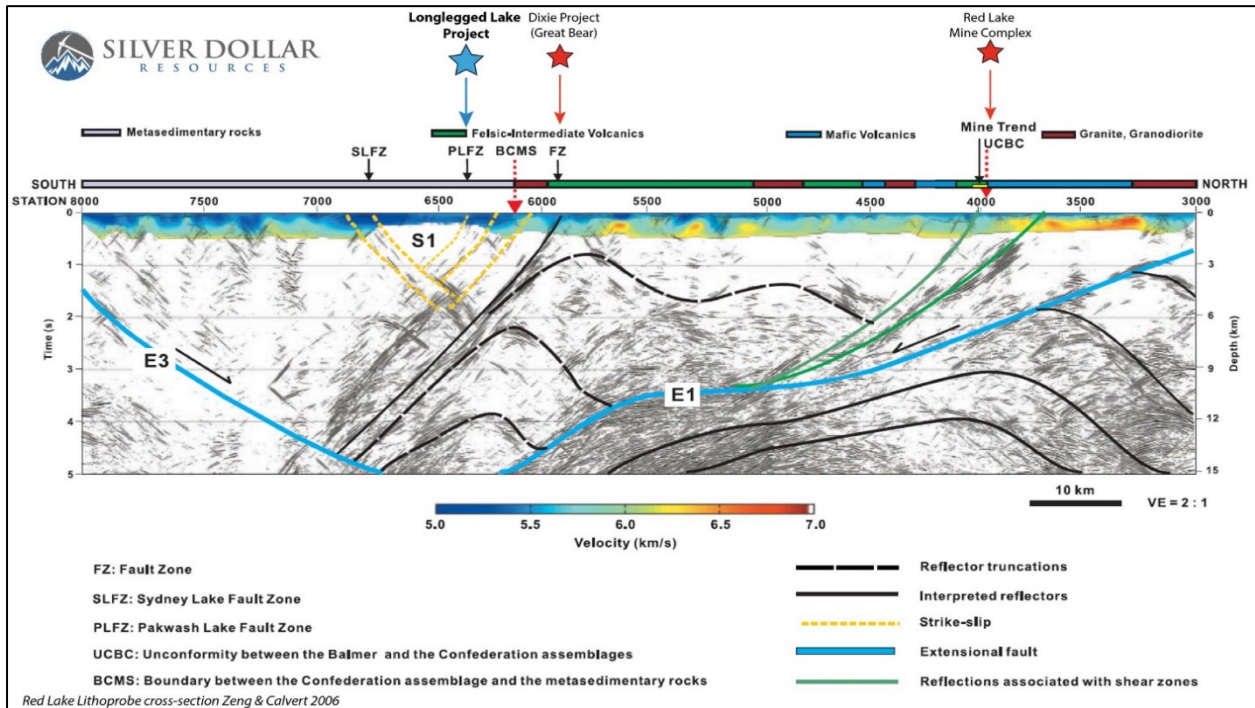 SILVER DOLLAR
RESOURCES
Longlegged Lake
Project
Dixie Project
(Great Bear)
Red Lake
Mine Complex
Metasedimentary rocks
Felsic-Intermediate Volcanics
Mafic Volcanics
Mine Trend
Granite, Granodiorite
SLFZ
PLFZ
BCMS
FZ
UCBC
SOUTH
NORTH
STATION 8000 7500 7000 6500 6000 5500 5000 4500 4000 3500 3000
0
1
2
3
4
5
Time (s)
S1
E3
E1
0
3
6
9
12
15
Depth (km)
10 km
VE = 2 : 1
5.0 5.5 6.0 6.5 7.0
Velocity (km/s)
FZ: Fault Zone
SLFZ: Sydney Lake Fault Zone
PLFZ: Pakwash Lake Fault Zone
UCBC: Unconformity between the Balmer and the Confederation assemblages
BCMS: Boundary between the Confederation assemblage and the metasedimentary rocks
Reflector truncations
Interpreted reflectors
Strike-slip
Extensional fault
Reflections associated with shear zones
Red Lake Lithoprobe cross-section Zeng & Calvert 2006